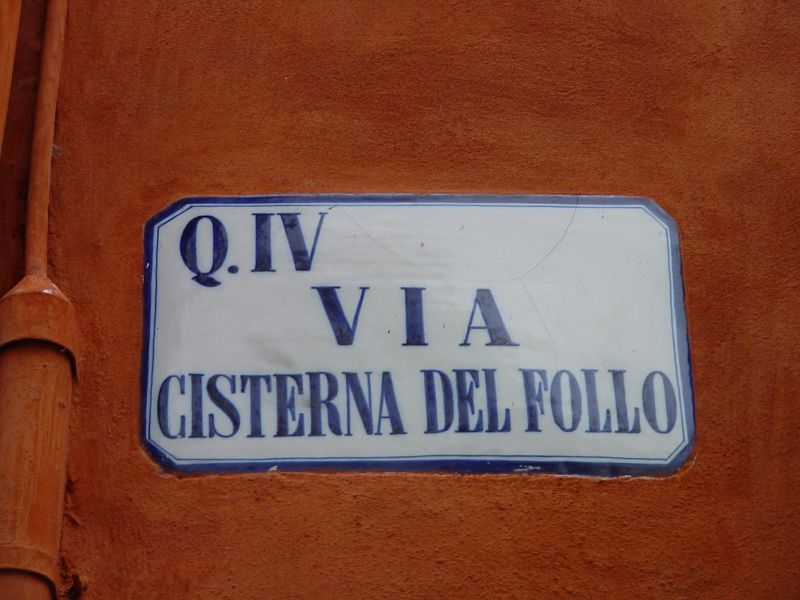 Q. IV
VIA
CISTERNA DEL FOLLO